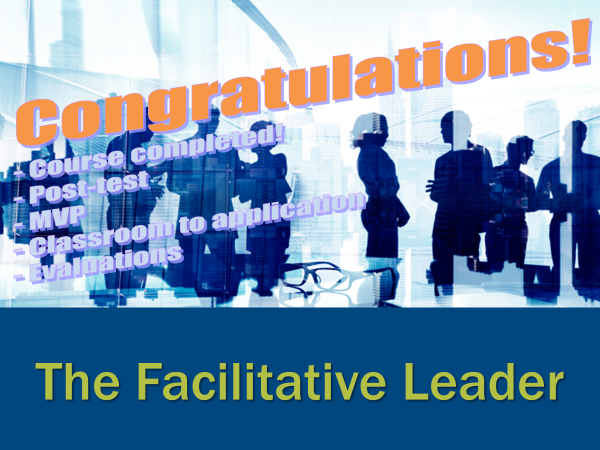 Congratulations!
- Course completed!
- Post-test
- MVP
- Classroom to application
- Evaluations
The Facilitative Leader